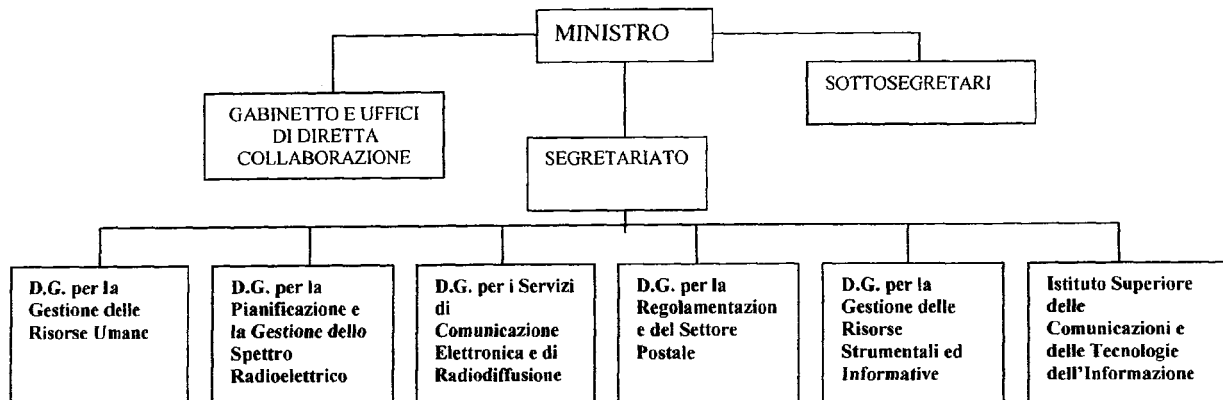 MINISTRO
GABINETTO E UFFICI
DI DIRETTA
COLLABORAZIONE
SOTTOSEGRETARI
SEGRETARIATO
D.G. per la
Gestione delle
Risorse Umane
D.G. per la
Pianificazione e
la Gestione dello
Spettro
Radioelettrico
D.G. per i Servizi
di
Comunicazione
Elettronica e di
Radiodiffusione
D.G. per la
Regolamentazion
e del Settore
Postale
D.G. per la
Gestione delle
Risorse
Strumentali ed
Informative
Istituto Superiore
delle
Comunicazioni e
delle Tecnologie
dell'Informazione